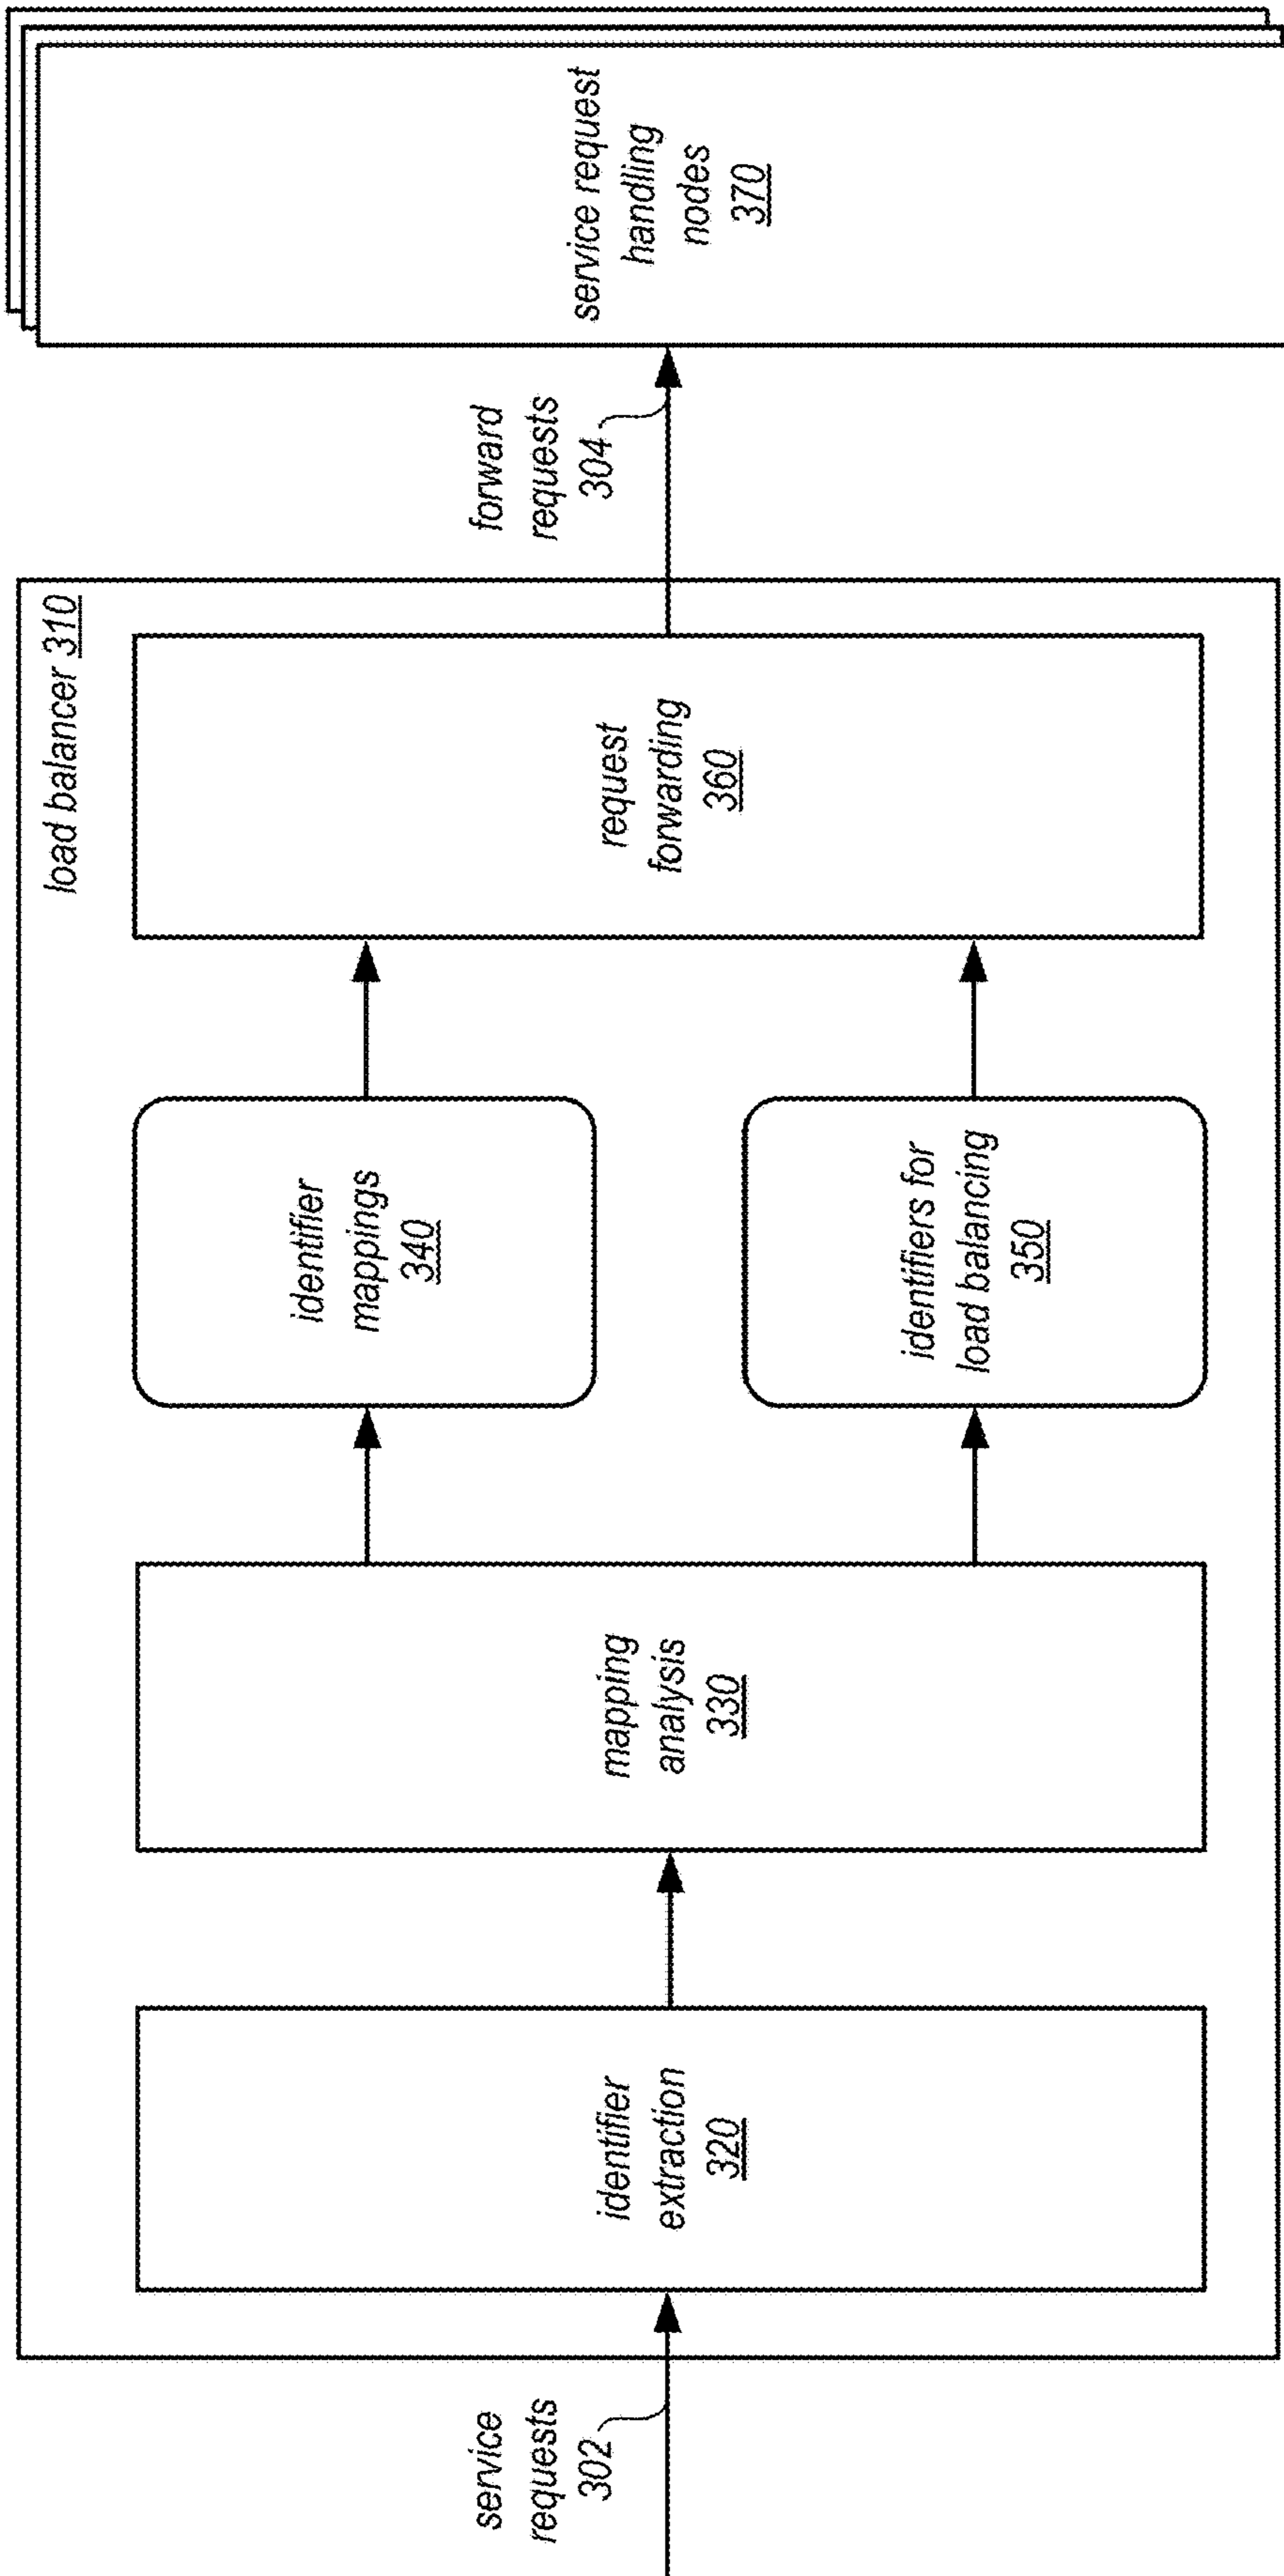 load balancer 310
service
requests
302
identifier
extraction
320
mapping
analysis
330
identifier
mappings
340
identifiers for
load balancing
350
request
forwarding
360
forward
requests
304
service request
handling
nodes
370